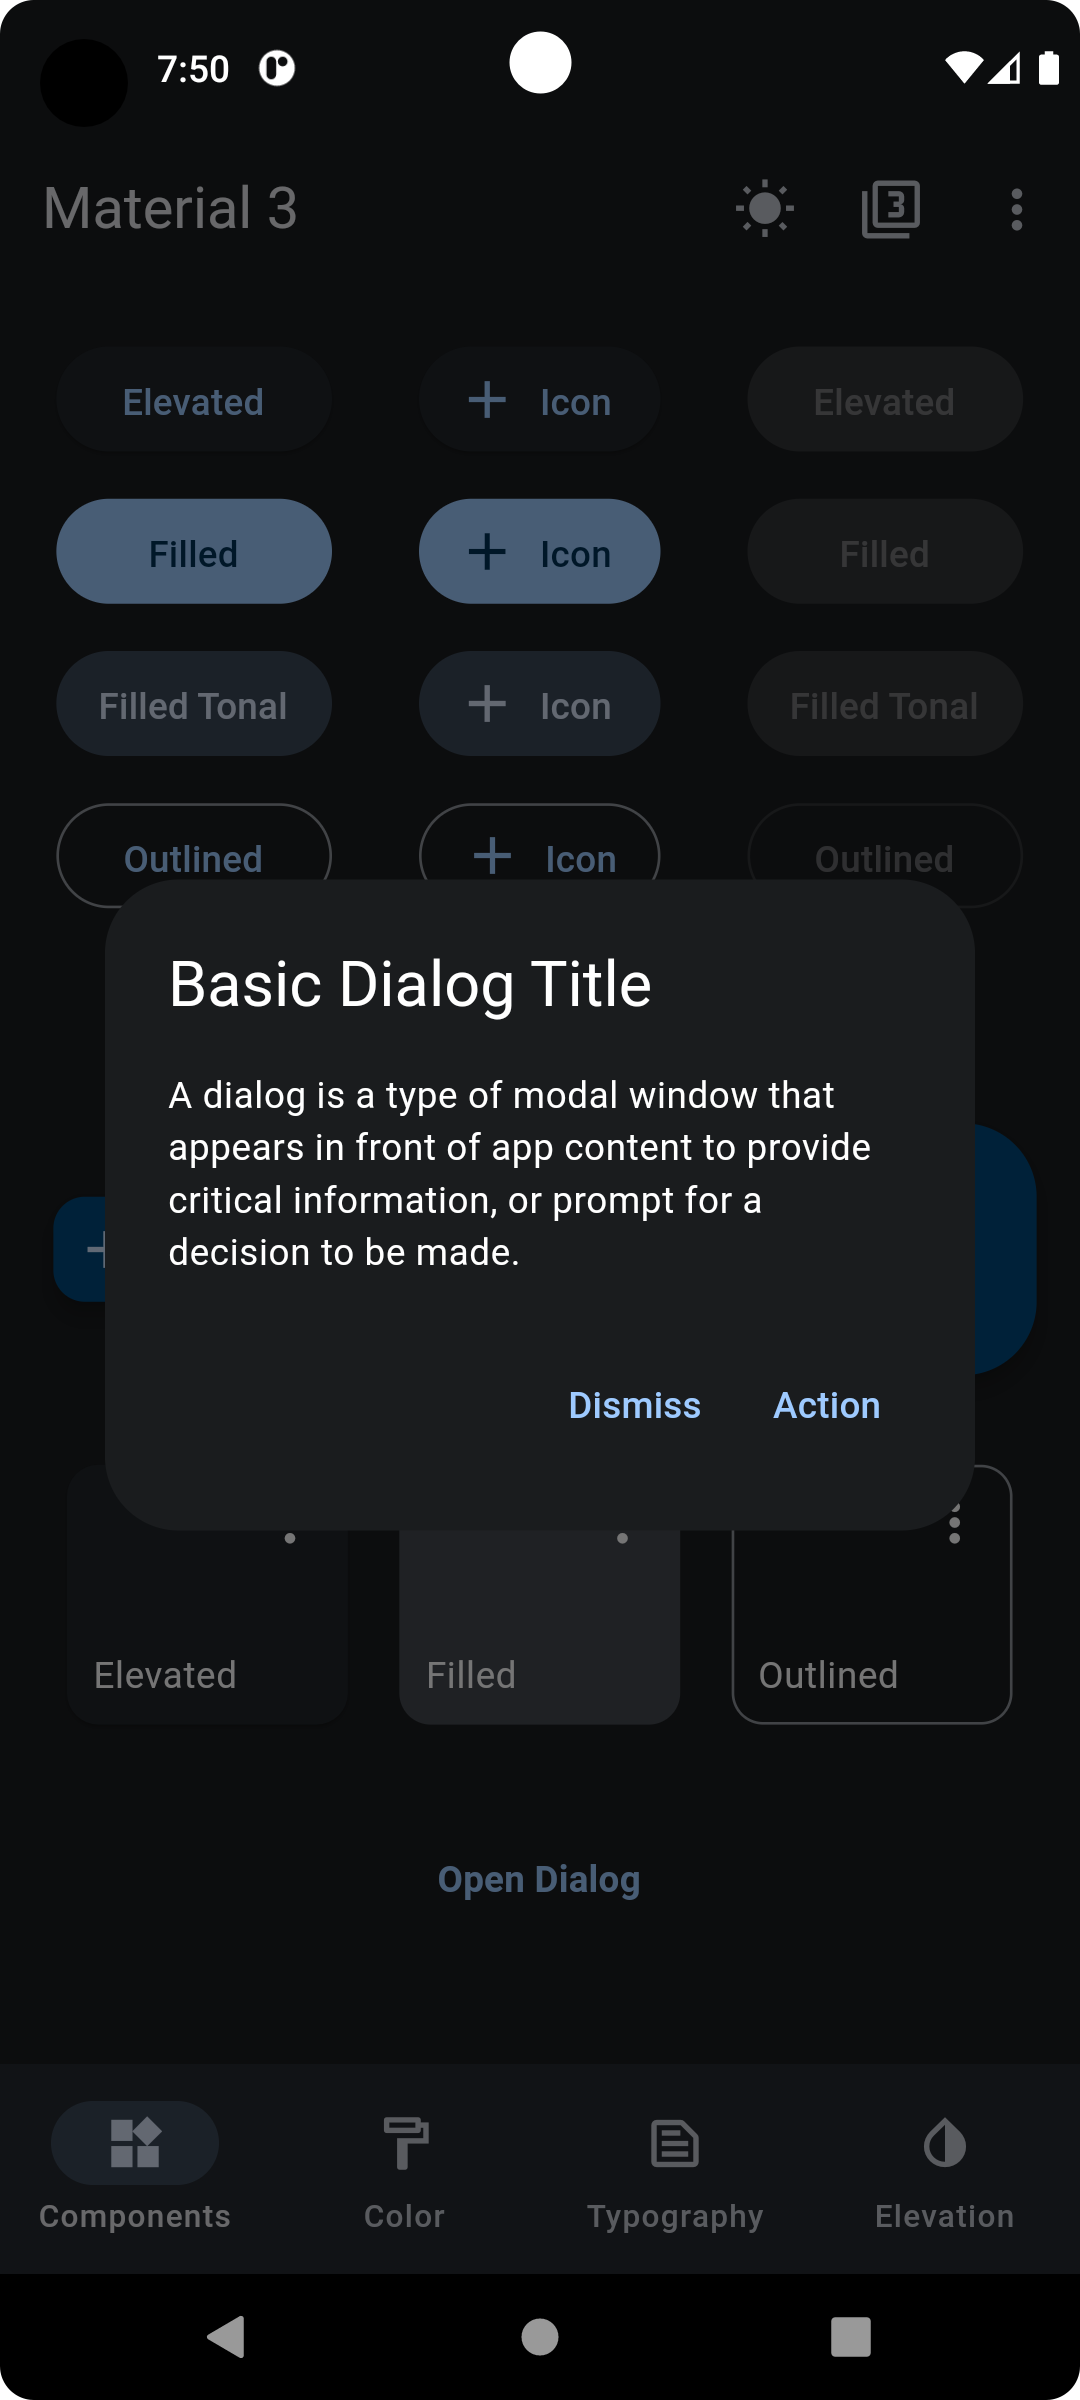 7:50
Material 3
3
Elevated
Icon
Elevated
Filled
Icon
Filled
Filled Tonal
Icon
Filled Tonal
Outlined
Icon
Outlined
Basic Dialog Title
A dialog is a type of modal window that
appears in front of app content to provide
critical information, or prompt for a
decision to be made.
Dismiss
Action
Elevated
Filled
Outlined
Open Dialog
Components
Color
Typography
Elevation